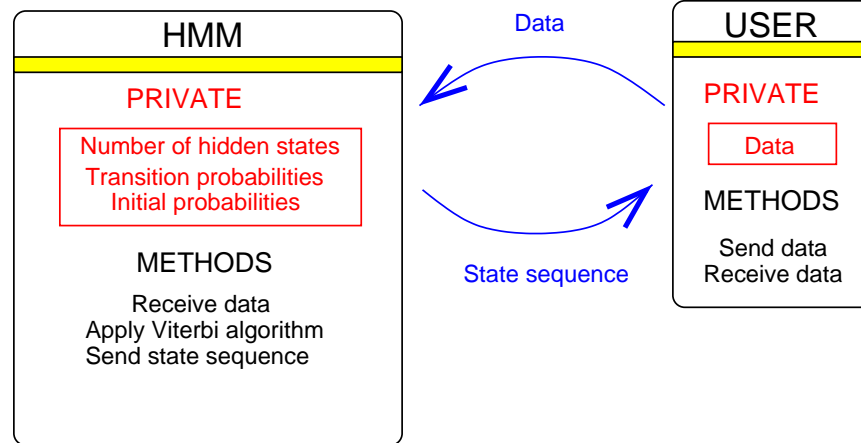 HMM
PRIVATE
Number of hidden states
Transition probabilities
Initial probabilities
METHODS
Receive data
Apply Viterbi algorithm
Send state sequence
Data
State sequence
USER
PRIVATE
Data
METHODS
Send data
Receive data